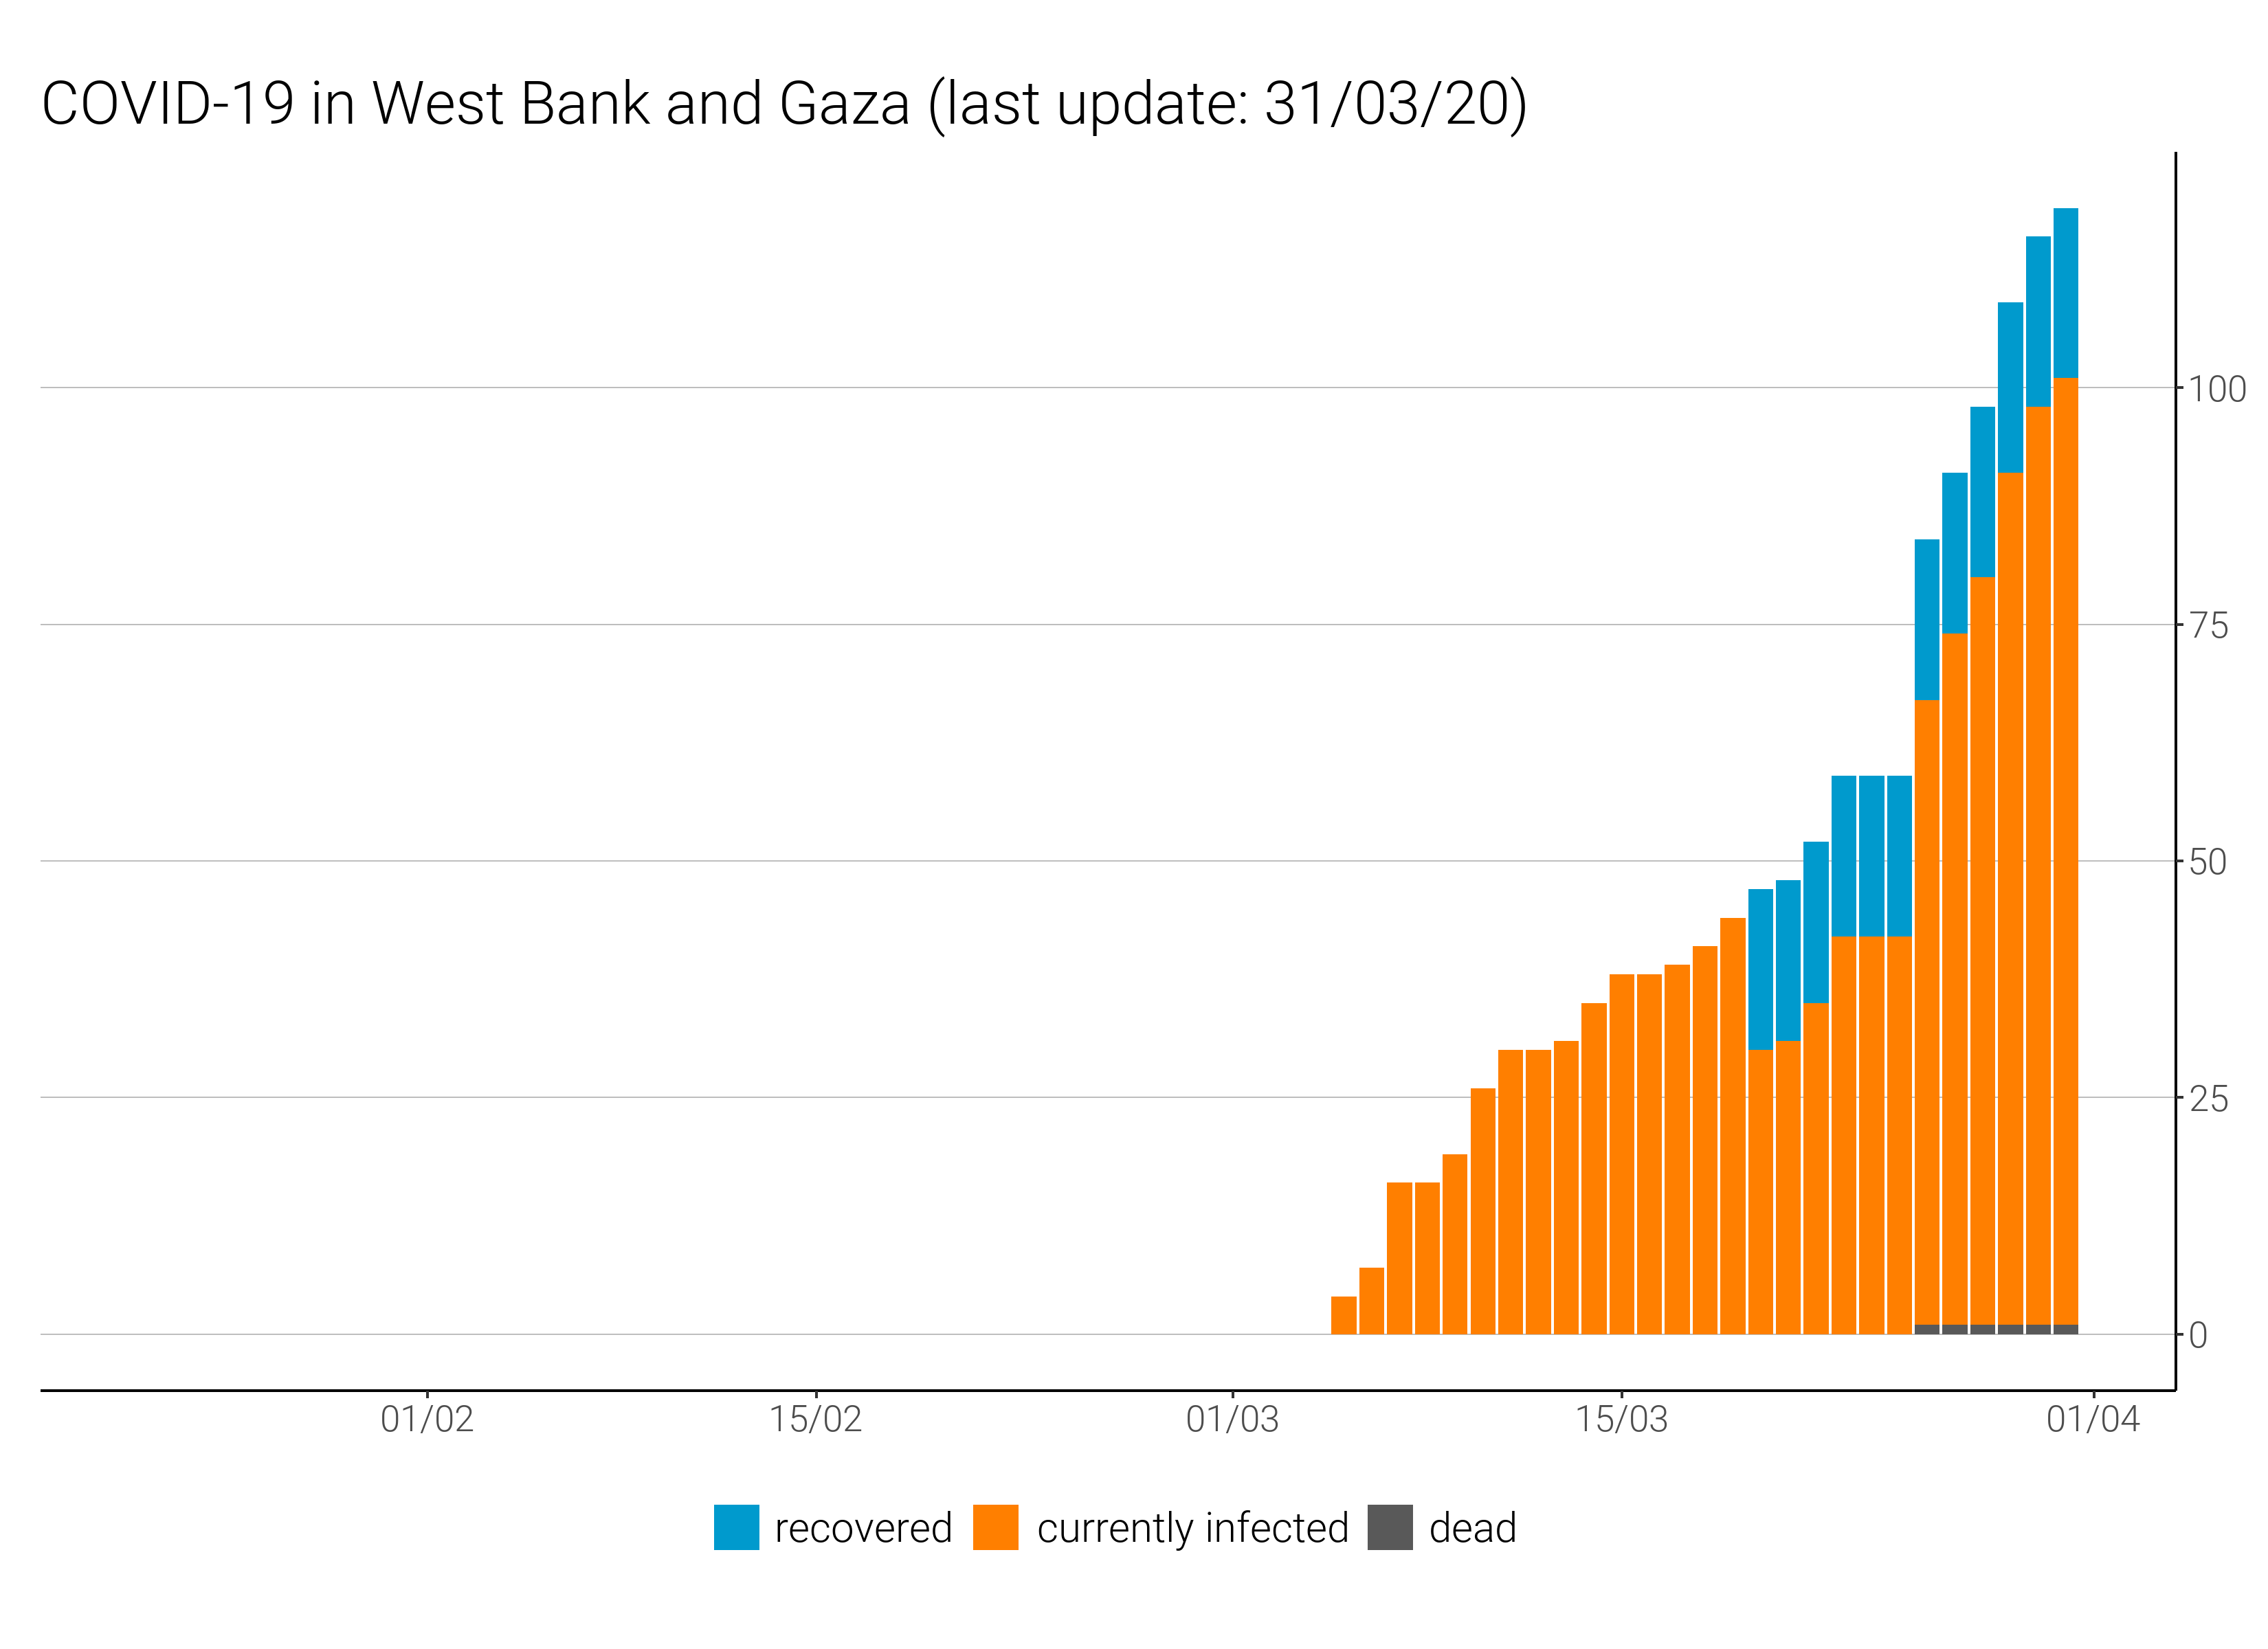 COVID-19 in West Bank and Gaza (last update: 31/03/20)
100
75
50
25
0
01/02 15/02 01/03 15/03 01/04
recovered currently infected dead